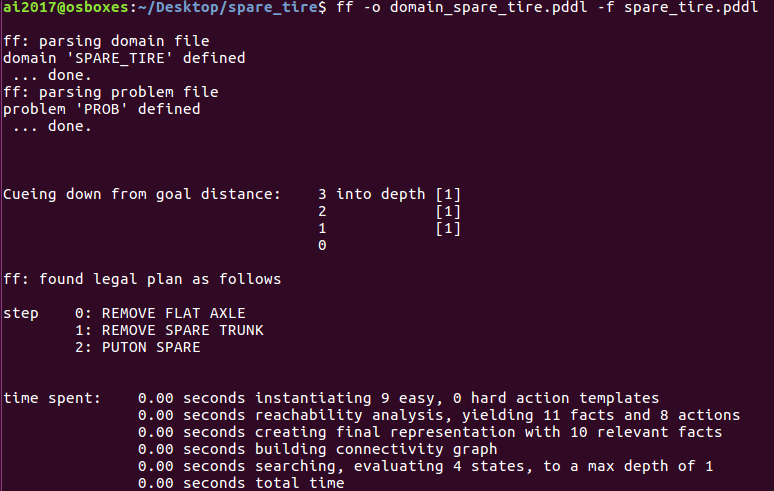 ai2017@osboxes:~/Desktop/spare_tire$ ff -o domain_spare_tire.pddl -f spare_tire.pddl
ff: parsing domain file
domain 'SPARE_TIRE' defined
 ... done.
ff: parsing problem file
problem 'PROB' defined
 ... done.
Cueing down from goal distance:    3 into depth [1]
                                   2            [1]
                                   1            [1]
                                   0
ff: found legal plan as follows
step    0: REMOVE FLAT AXLE
        1: REMOVE SPARE TRUNK
        2: PUTON SPARE
time spent:    0.00 seconds instantiating 9 easy, 0 hard action templates
               0.00 seconds reachability analysis, yielding 11 facts and 8 actions
               0.00 seconds creating final representation with 10 relevant facts
               0.00 seconds building connectivity graph
               0.00 seconds searching, evaluating 4 states, to a max depth of 1
               0.00 seconds total time